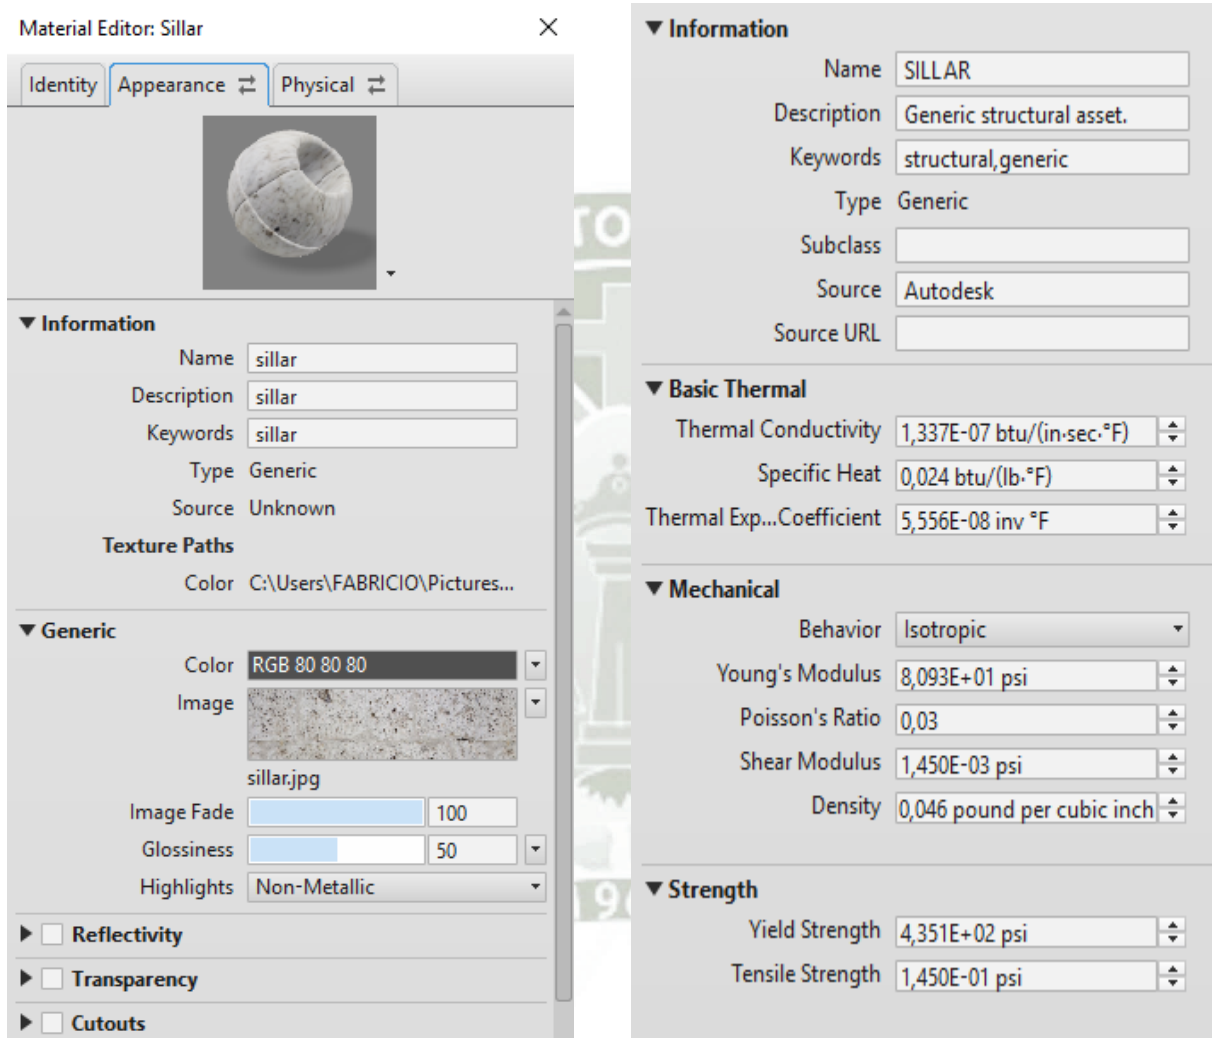 Material Editor: Sillar
Identity Appearance Physical
Information
Name sillar
Description sillar
Keywords sillar
Type Generic
Source Unknown
Texture Paths
Color C:\Users\FABRICIO\Pictures...
Generic
Color RGB 80 80 80
Image
sillar.jpg
Image Fade 100
Glossiness 50
Highlights Non-Metallic
Reflectivity
Transparency
Cutouts
Information
Name SILLAR
Description Generic structural asset.
Keywords structural,generic
Type Generic
Subclass
Source Autodesk
Source URL
Basic Thermal
Thermal Conductivity 1,337E-07 btu/(in·sec·°F)
Specific Heat 0,024 btu/(lb·°F)
Thermal Exp...Coefficient 5,556E-08 inv °F
Mechanical
Behavior Isotropic
Young's Modulus 8,093E+01 psi
Poisson's Ratio 0,03
Shear Modulus 1,450E-03 psi
Density 0,046 pound per cubic inch
Strength
Yield Strength 4,351E+02 psi
Tensile Strength 1,450E-01 psi